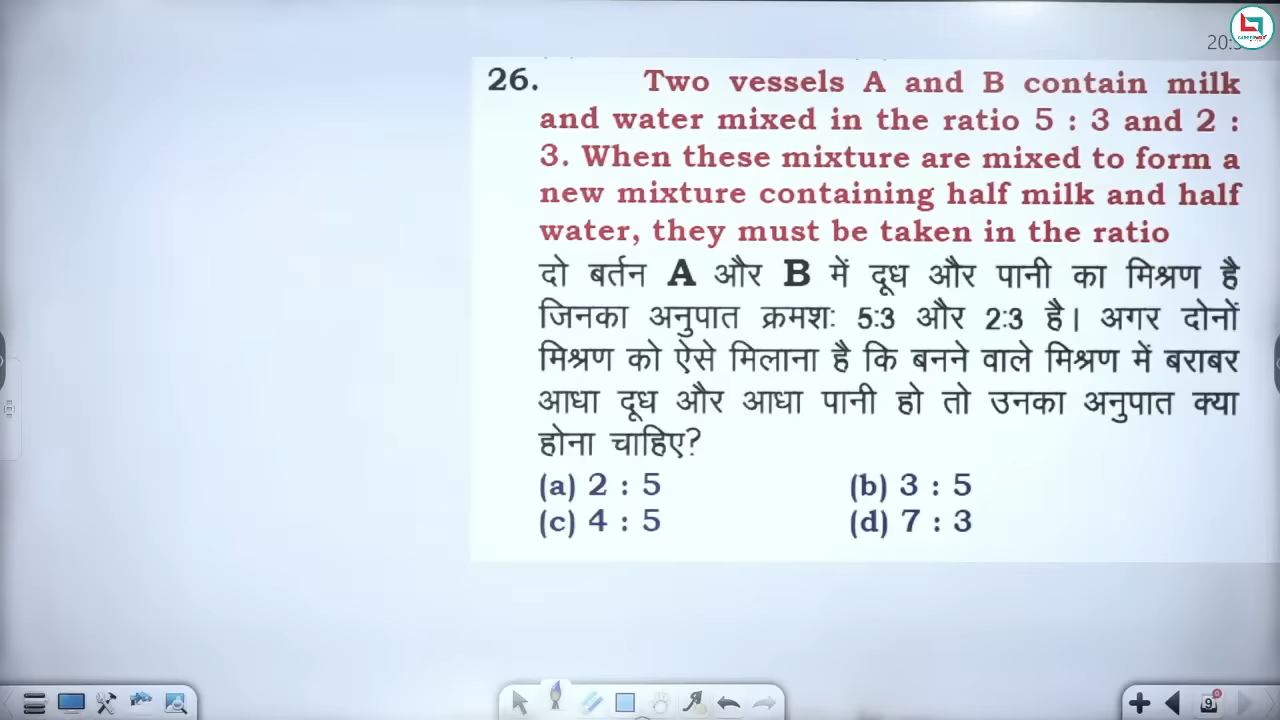 20:
26. Two vessels A and B contain milk
and water mixed in the ratio 5 : 3 and 2 :
3. When these mixture are mixed to form a
new mixture containing half milk and half
water, they must be taken in the ratio
दो बर्तन A और B में दूध और पानी का मिश्रण है
जिनका अनुपात क्रमशः 5:3 और 2:3 है। अगर दोनों
मिश्रण को ऐसे मिलाना है कि बनने वाले मिश्रण में बराबर
आधा दूध और आधा पानी हो तो उनका अनुपात क्या
होना चाहिए?
(a) 2 : 5 (b) 3 : 5
(c) 4 : 5 (d) 7 : 3
9